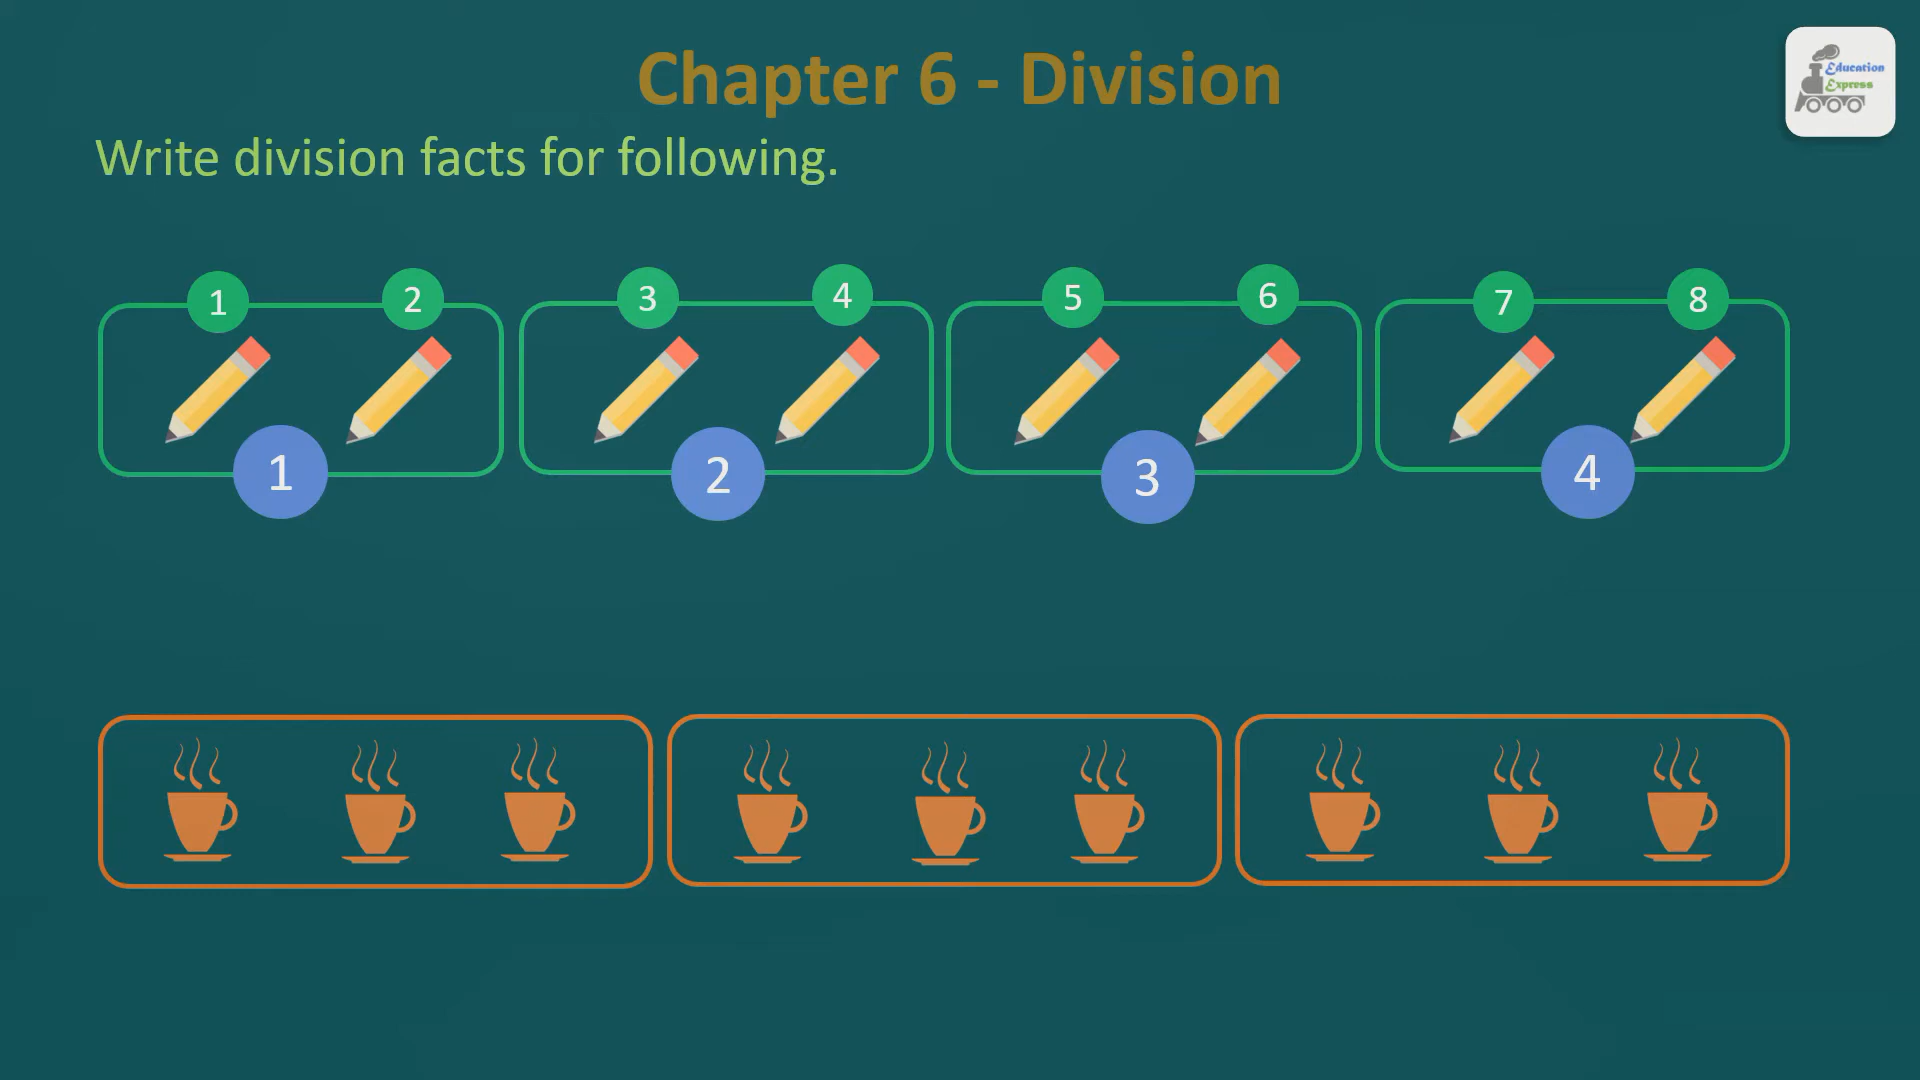 Chapter 6 - Division
Education
Express
Write division facts for following.
1 2 3 4 5 6 7 8
1 2 3 4